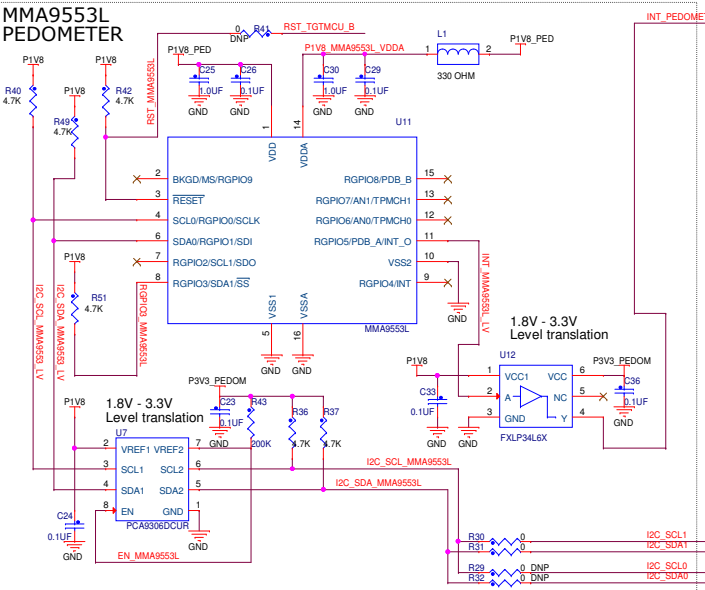 MMA9553L
PEDOMETER
0
R41
DNP
RST_TGTMCU_B
INT_PEDOME
P1V8_PED
P1V8_MMA9553L_VDDA
L1
1
2
330 OHM
P1V8_PED
P1V8
R40
4.7K
P1V8
R49
4.7K
P1V8
R42
4.7K
RST_MMA9553L
C25
1.0UF
GND
C26
0.1UF
GND
C30
1.0UF
GND
C29
0.1UF
GND
U11
1
VDD
14
VDDA
2
BKGD/MS/RGPIO9
3
RESET
4
SCL0/RGPIO0/SCLK
6
SDA0/RGPIO1/SDI
7
RGPIO2/SCL1/SDO
8
RGPIO3/SDA1/SS
RGPIO8/PDB_B
15
RGPIO7/AN1/TPMCH1
13
RGPIO6/AN0/TPMCH0
12
RGPIO5/PDB_A/INT_O
11
VSS2
10
RGPIO4/INT
9
VSS1
5
VSSA
16
MMA9553L
GND
GND
GND
I2C_SCL_MMA9553_LV
I2C_SDA_MMA9553_LV
P1V8
R51
4.7K
RGPIO3_MMA9553L
INT_MMA9553L_LV
1.8V - 3.3V
Level translation
U12
P1V8
1
VCC1
VCC
6
P3V3_PEDOM
2
A
NC
5
3
GND
Y
4
FXLP34L6X
C33
0.1UF
GND
GND
C36
0.1UF
GND
P1V8
1.8V - 3.3V
Level translation
P3V3_PEDOM
C23
0.1UF
GND
R43
200K
R36
4.7K
R37
4.7K
U7
2
VREF1
VREF2
7
3
SCL1
SCL2
6
4
SDA1
SDA2
5
8
EN
GND
1
PCA9306DCUR
GND
C24
0.1UF
GND
EN_MMA9553L
I2C_SCL_MMA9553L
I2C_SDA_MMA9553L
R30
0
I2C_SCL1
R31
0
I2C_SDA1
R29
0 DNP
I2C_SCL0
R32
0 DNP
I2C_SDA0